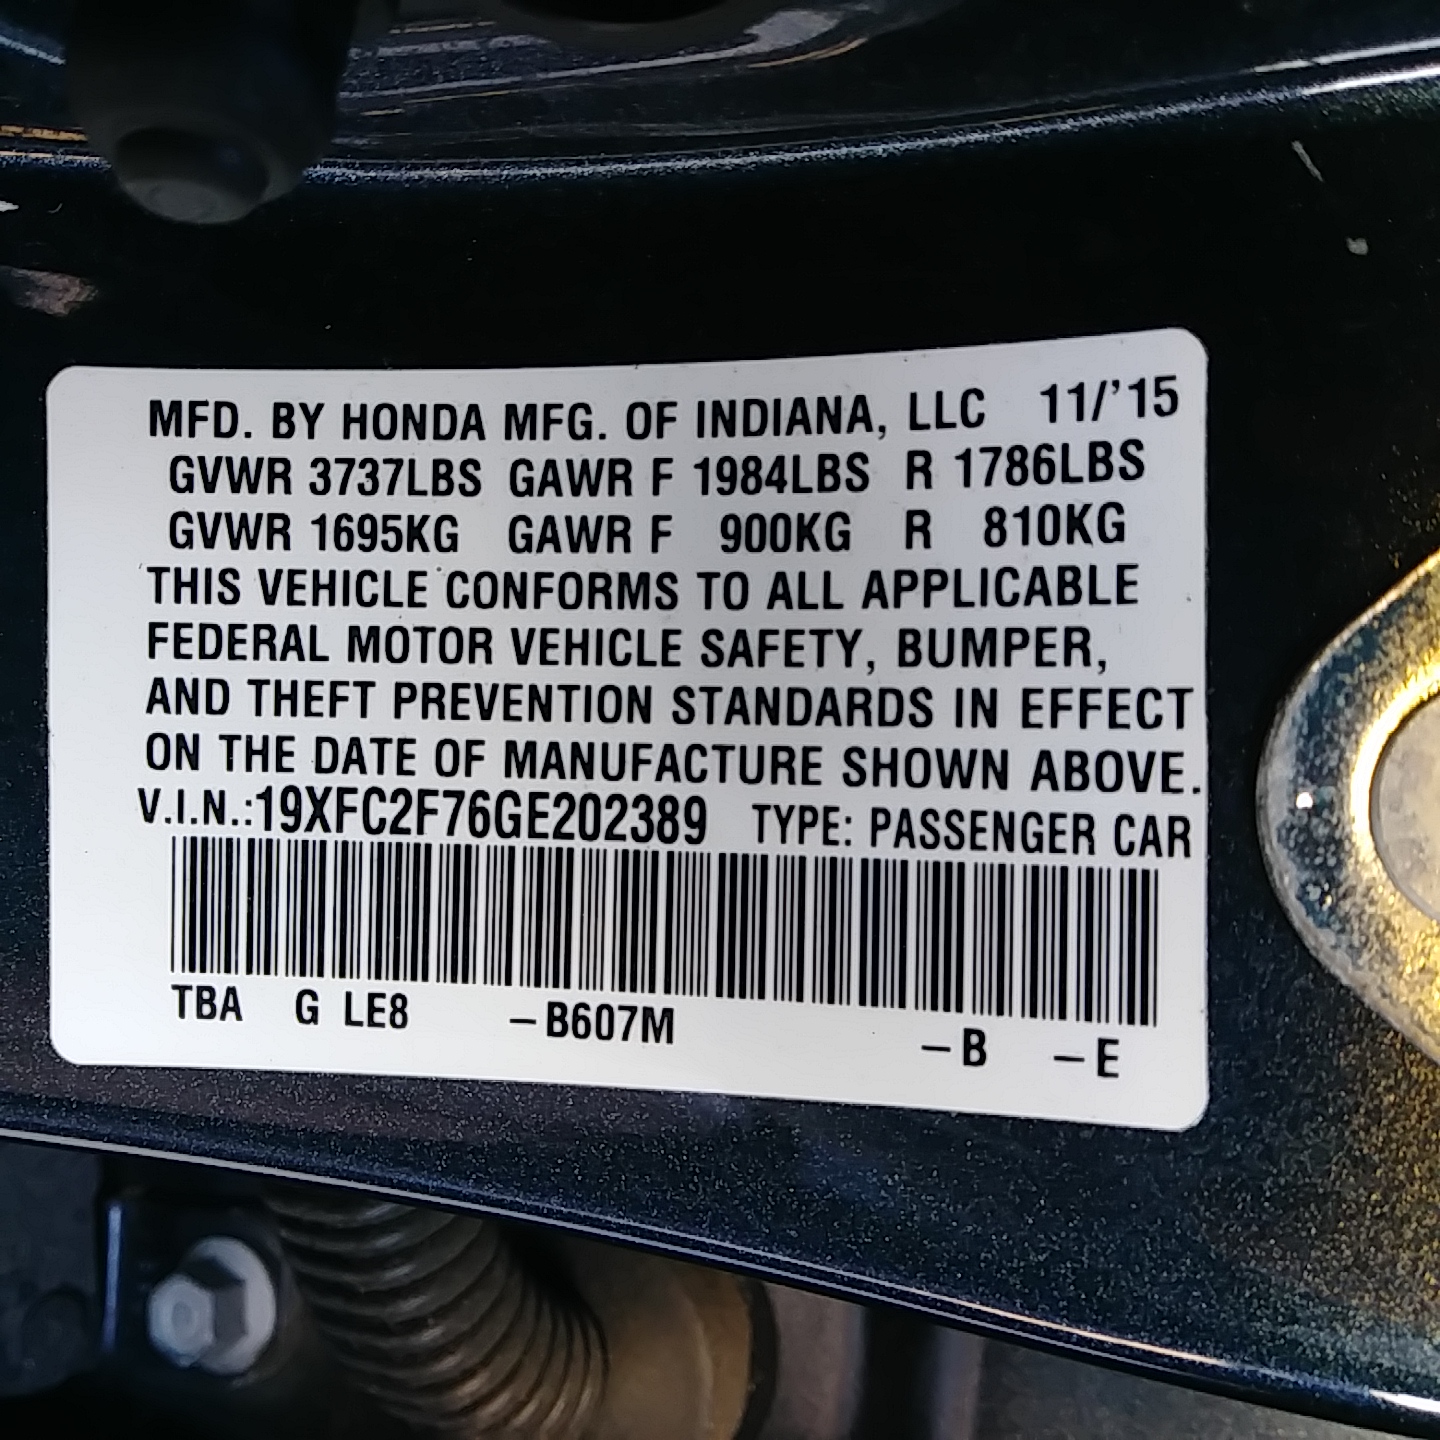 MFD. BY HONDA MFG. OF INDIANA, LLC 11/'15
GVWR 3737LBS GAWR F 1984LBS R 1786LBS
GVWR 1695KG GAWR F 900KG R 810KG
THIS VEHICLE CONFORMS TO ALL APPLICABLE
FEDERAL MOTOR VEHICLE SAFETY, BUMPER,
AND THEFT PREVENTION STANDARDS IN EFFECT
ON THE DATE OF MANUFACTURE SHOWN ABOVE.
V.I.N.:19XFC2F76GE202389 TYPE: PASSENGER CAR
TBA G LE8 –B607M –B –E